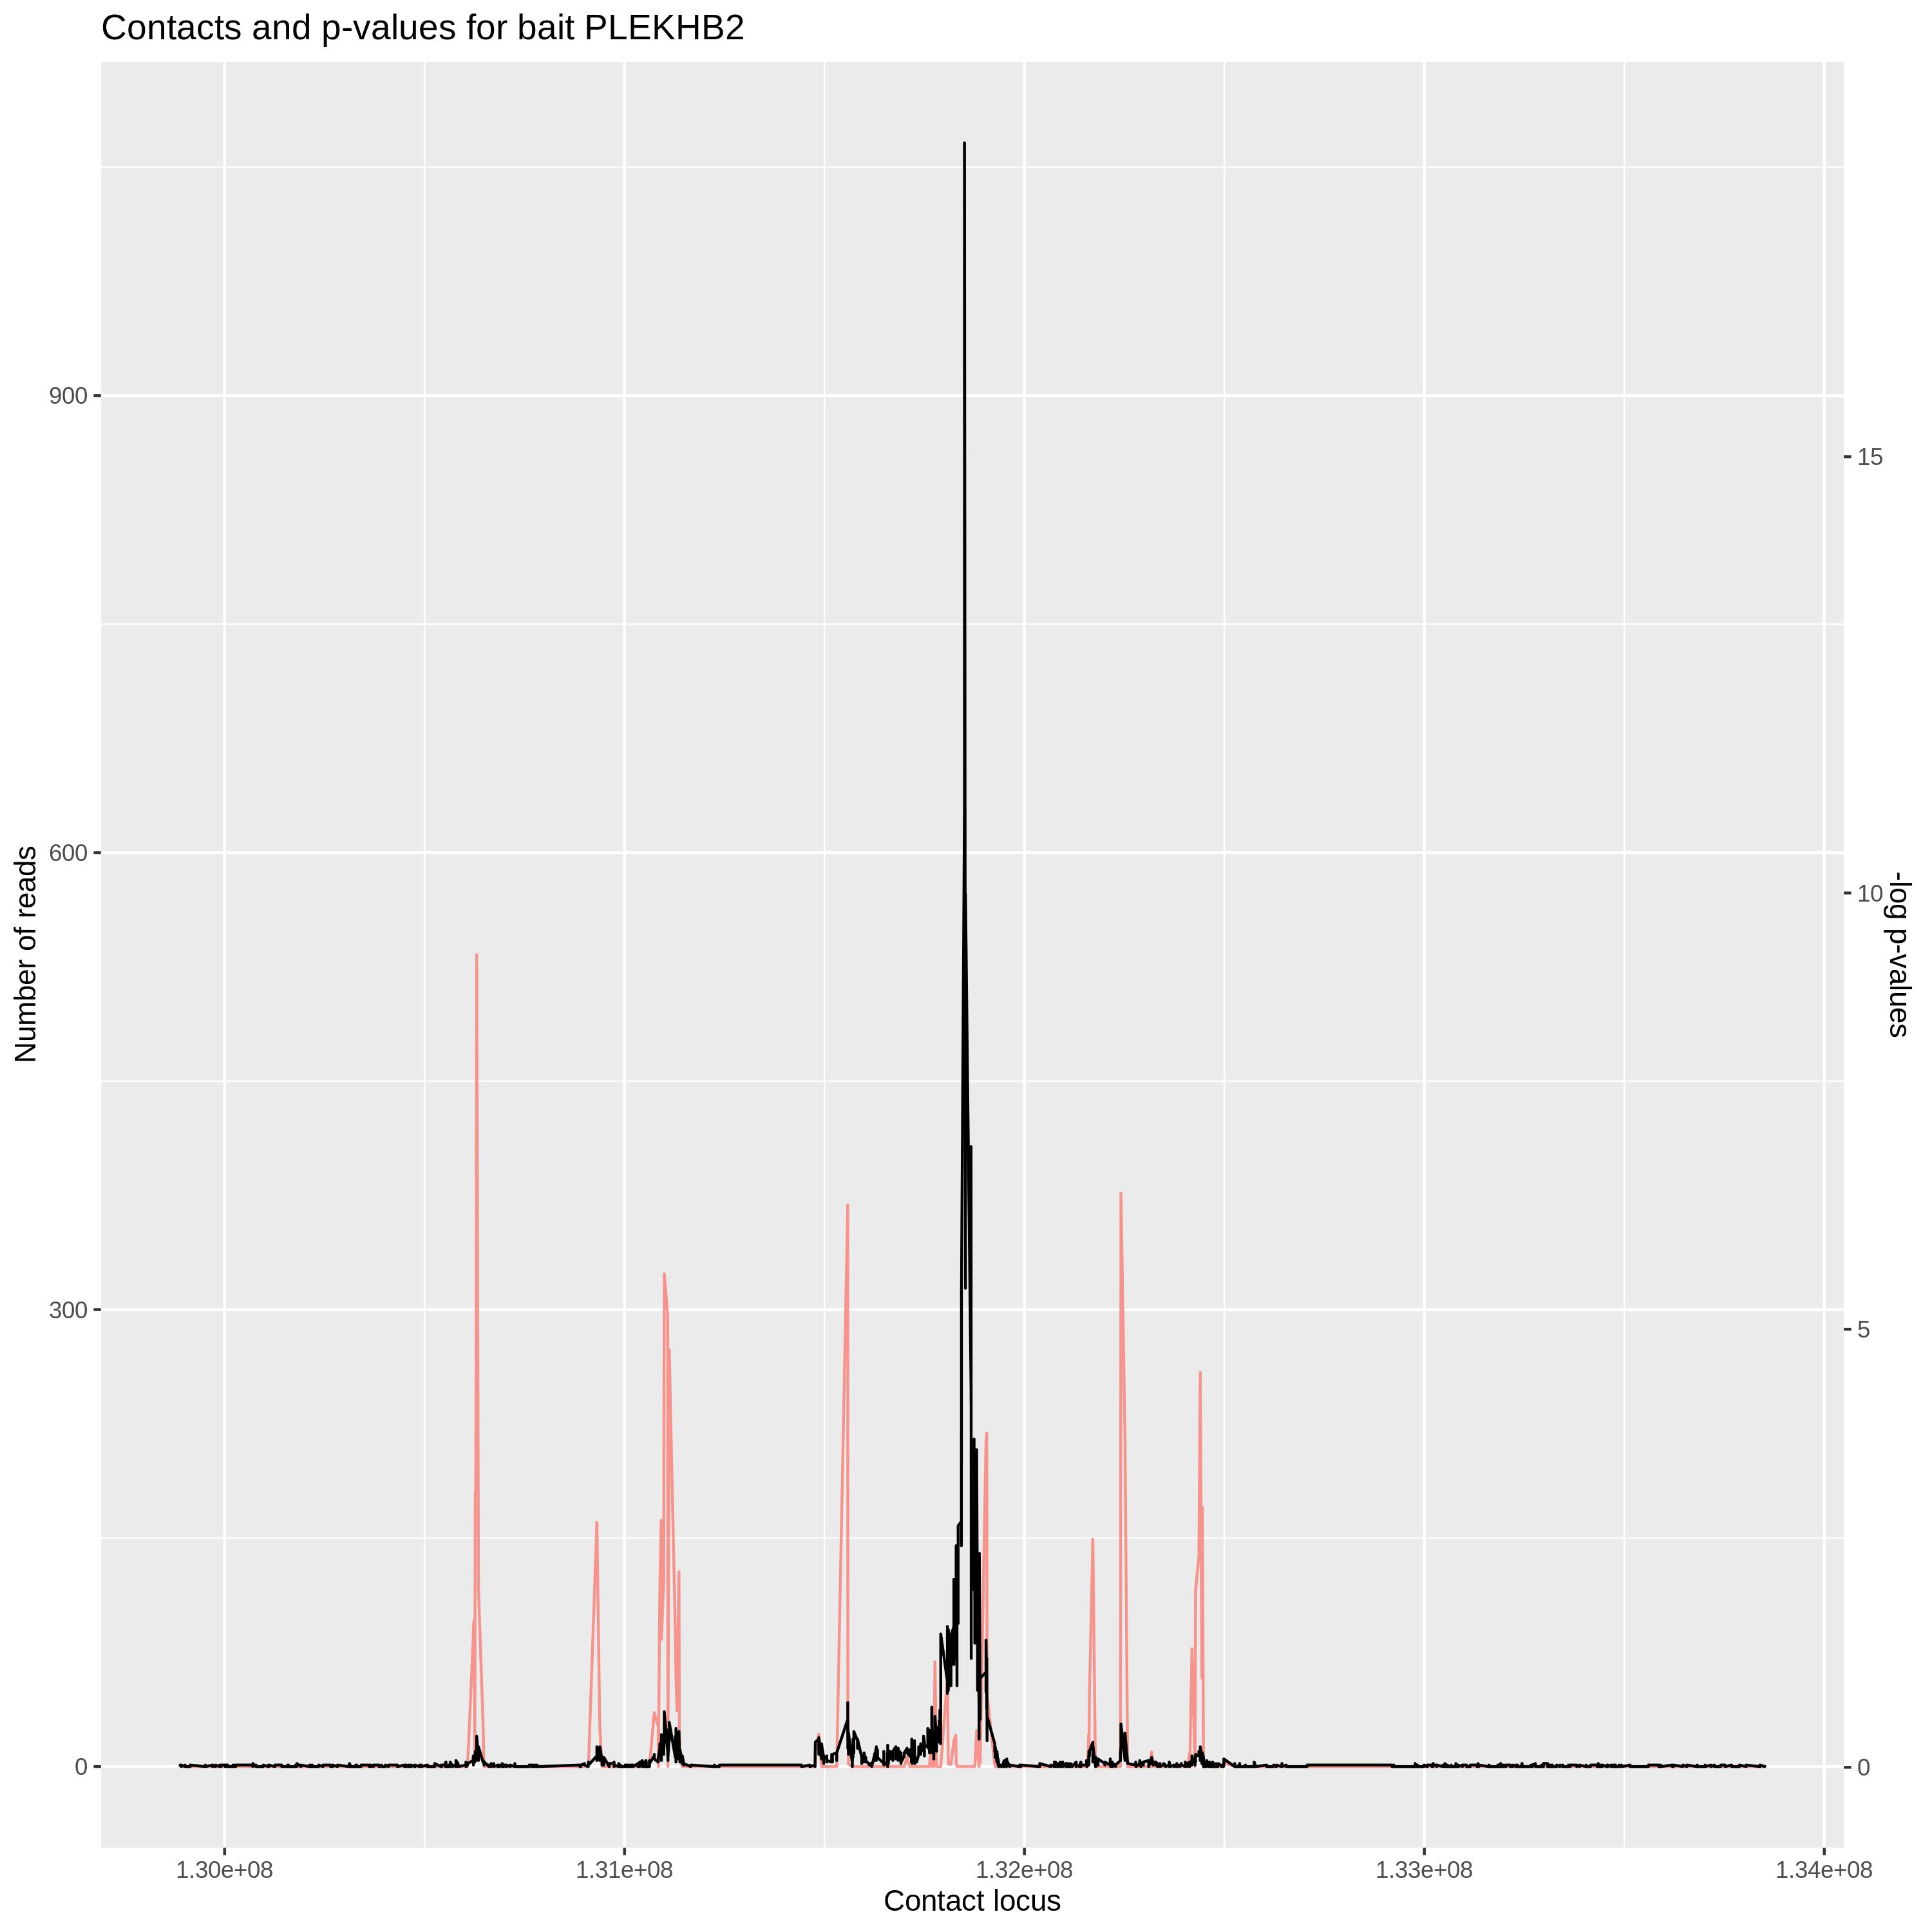 Contacts and p-values for bait PLEKHB2
Number of reads
900
600
300
0
15
10
5
0
-log p-values
1.30e+08
1.31e+08
1.32e+08
1.33e+08
1.34e+08
Contact locus